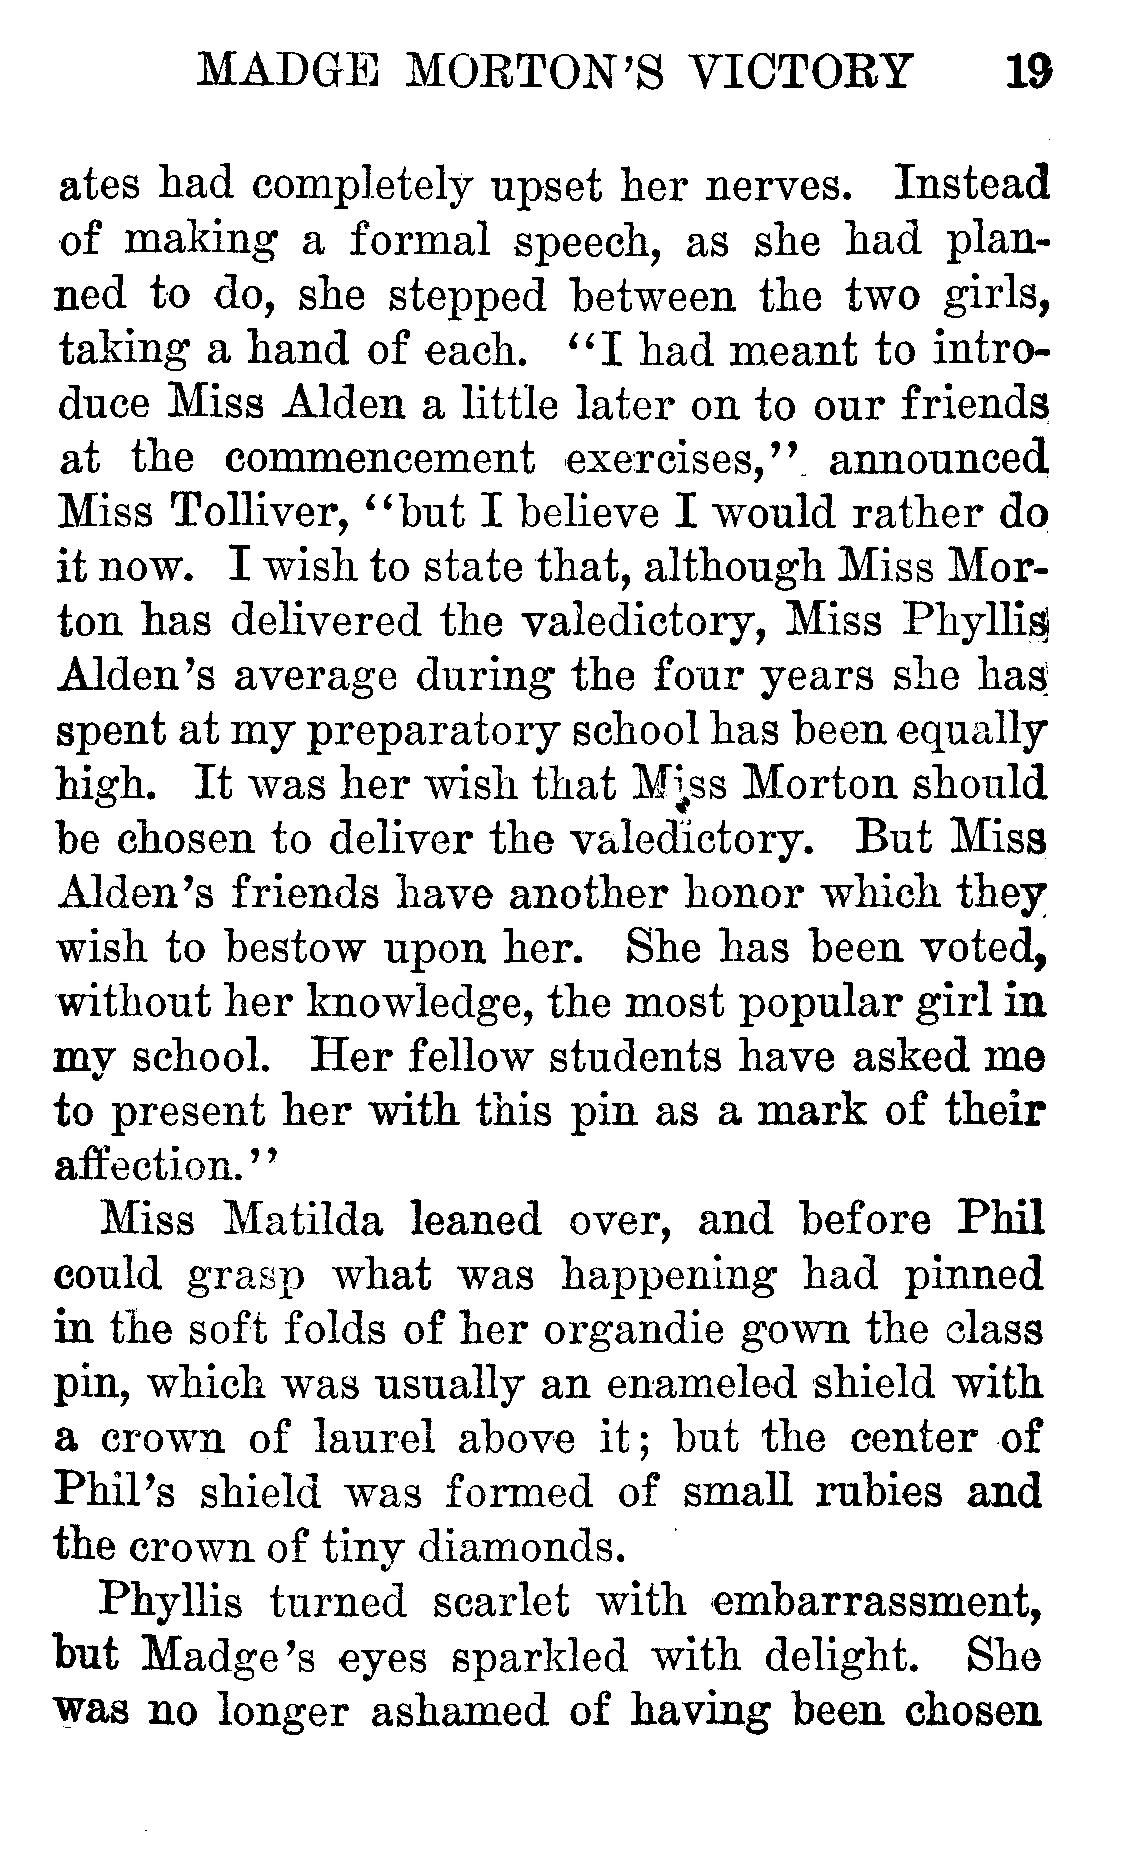 MADGE MORTON'S VICTORY 19
ates had completely upset her nerves. Instead
of making a formal speech, as she had plan-
ned to do, she stepped between the two girls,
taking a hand of each. "I had meant to intro-
duce Miss Alden a little later on to our friends
at the commencement exercises," announced
Miss Tolliver, "but I believe I would rather do
it now. I wish to state that, although Miss Mor-
ton has delivered the valedictory, Miss Phyllis
Alden's average during the four years she has
spent at my preparatory school has been equally
high. It was her wish that Miss Morton should
be chosen to deliver the valedictory. But Miss
Alden's friends have another honor which they
wish to bestow upon her. She has been voted,
without her knowledge, the most popular girl in
my school. Her fellow students have asked me
to present her with this pin as a mark of their
affection."
Miss Matilda leaned over, and before Phil
could grasp what was happening had pinned
in the soft folds of her organdie gown the class
pin, which was usually an enameled shield with
a crown of laurel above it; but the center of
Phil's shield was formed of small rubies and
the crown of tiny diamonds.
Phyllis turned scarlet with embarrassment,
but Madge's eyes sparkled with delight. She
was no longer ashamed of having been chosen